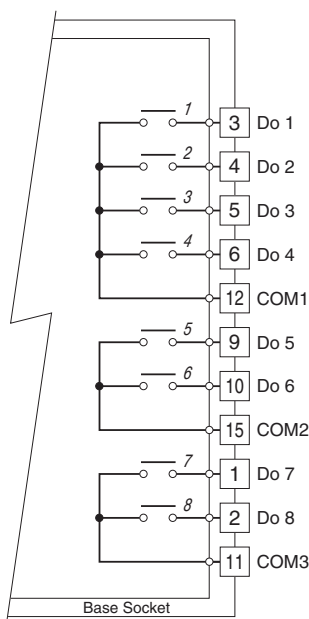 1 3 Do 1
2 4 Do 2
3 5 Do 3
4 6 Do 4
12 COM1
5 9 Do 5
6 10 Do 6
15 COM2
7 1 Do 7
8 2 Do 8
11 COM3
Base Socket